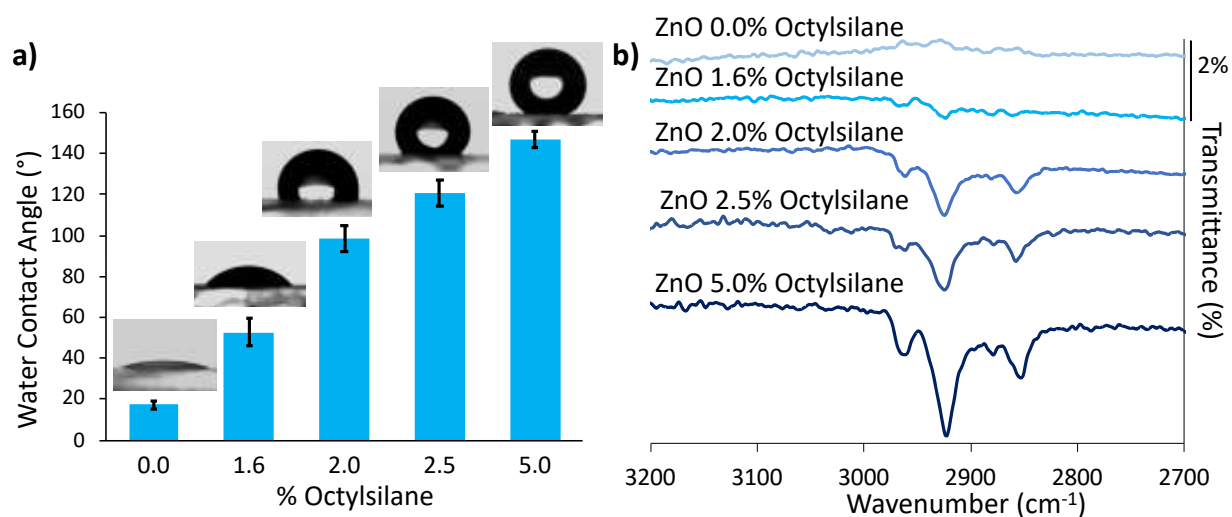 a)
Water Contact Angle (°)
160
140
120
100
80
60
40
20
0
0.0 1.6 2.0 2.5 5.0
% Octylsilane
b)
ZnO 0.0% Octylsilane
ZnO 1.6% Octylsilane
ZnO 2.0% Octylsilane
ZnO 2.5% Octylsilane
ZnO 5.0% Octylsilane
2%
Transmittance (%)
3200 3100 3000 2900 2800 2700
Wavenumber (cm⁻¹)